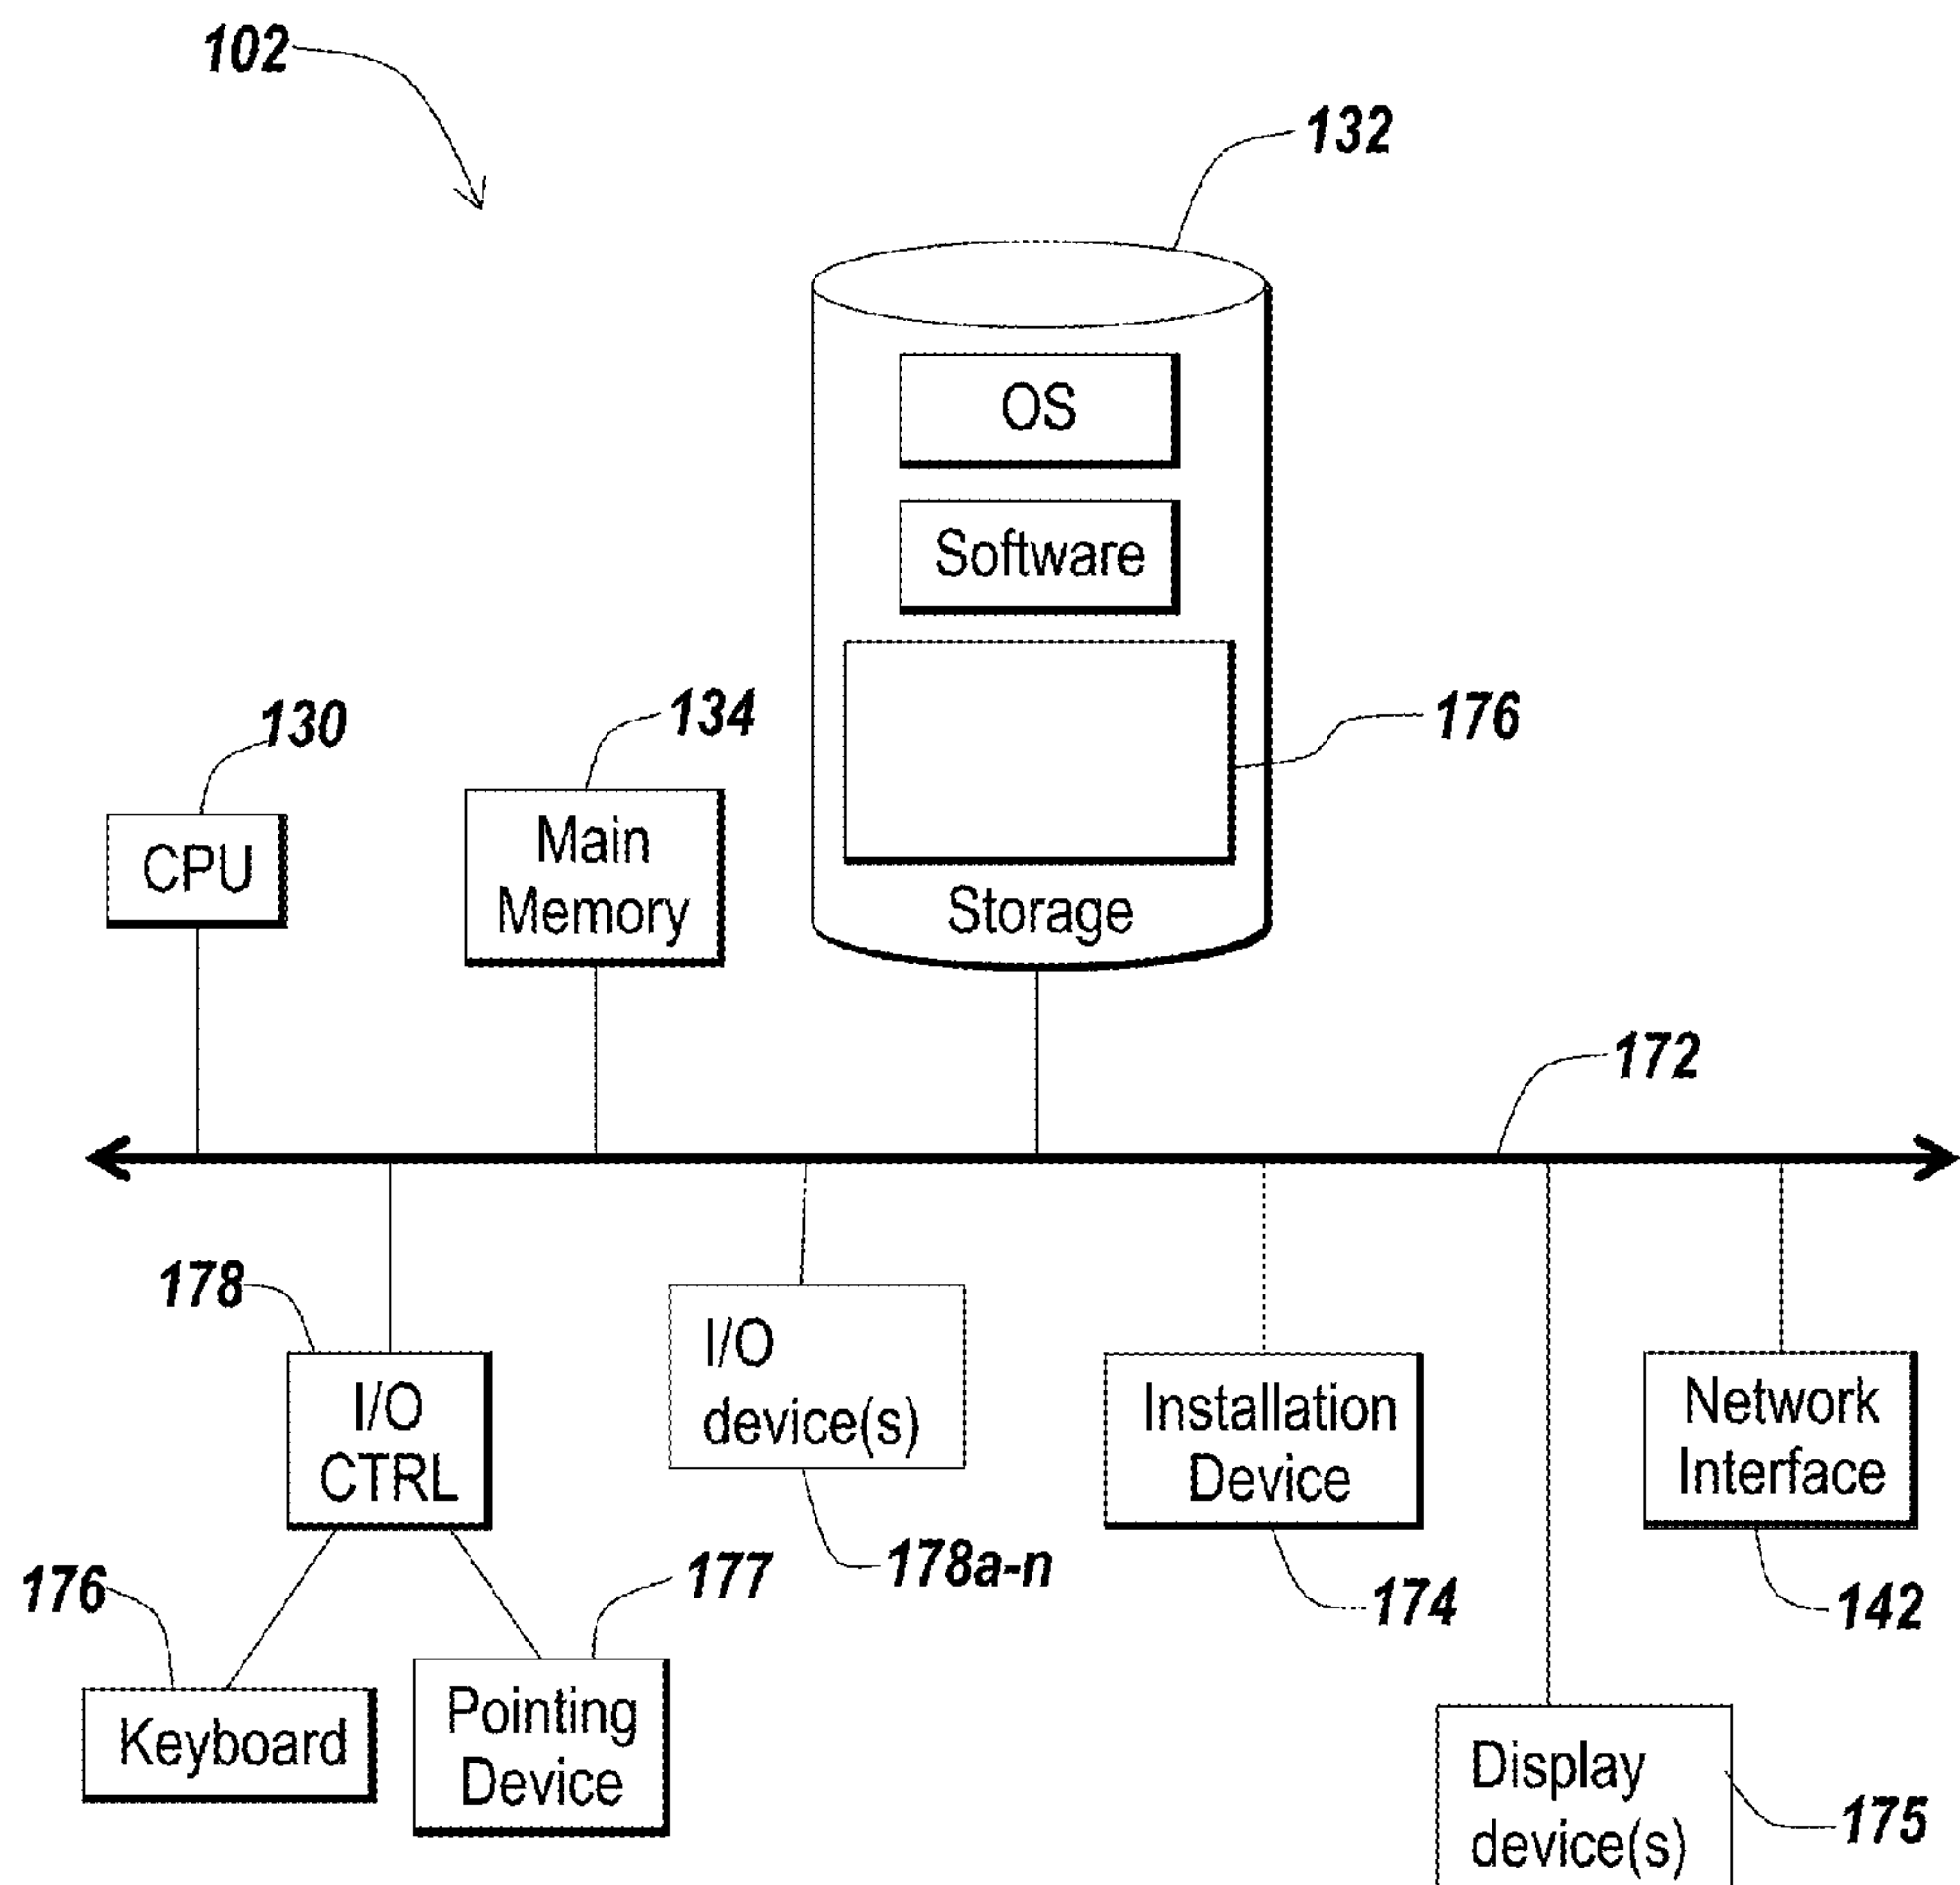 102
132
OS
Software
176
Storage
130
CPU
134
Main
Memory
172
178
I/O
CTRL
I/O
device(s)
178a-n
Installation
Device
174
Network
Interface
142
176
Keyboard
177
Pointing
Device
Display
device(s)
175